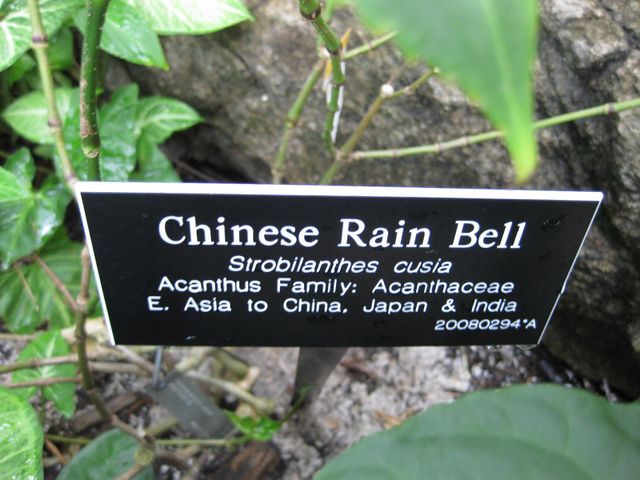 Chinese Rain Bell
Strobilanthes cusia
Acanthus Family: Acanthaceae
E. Asia to China, Japan & India
20080294*A